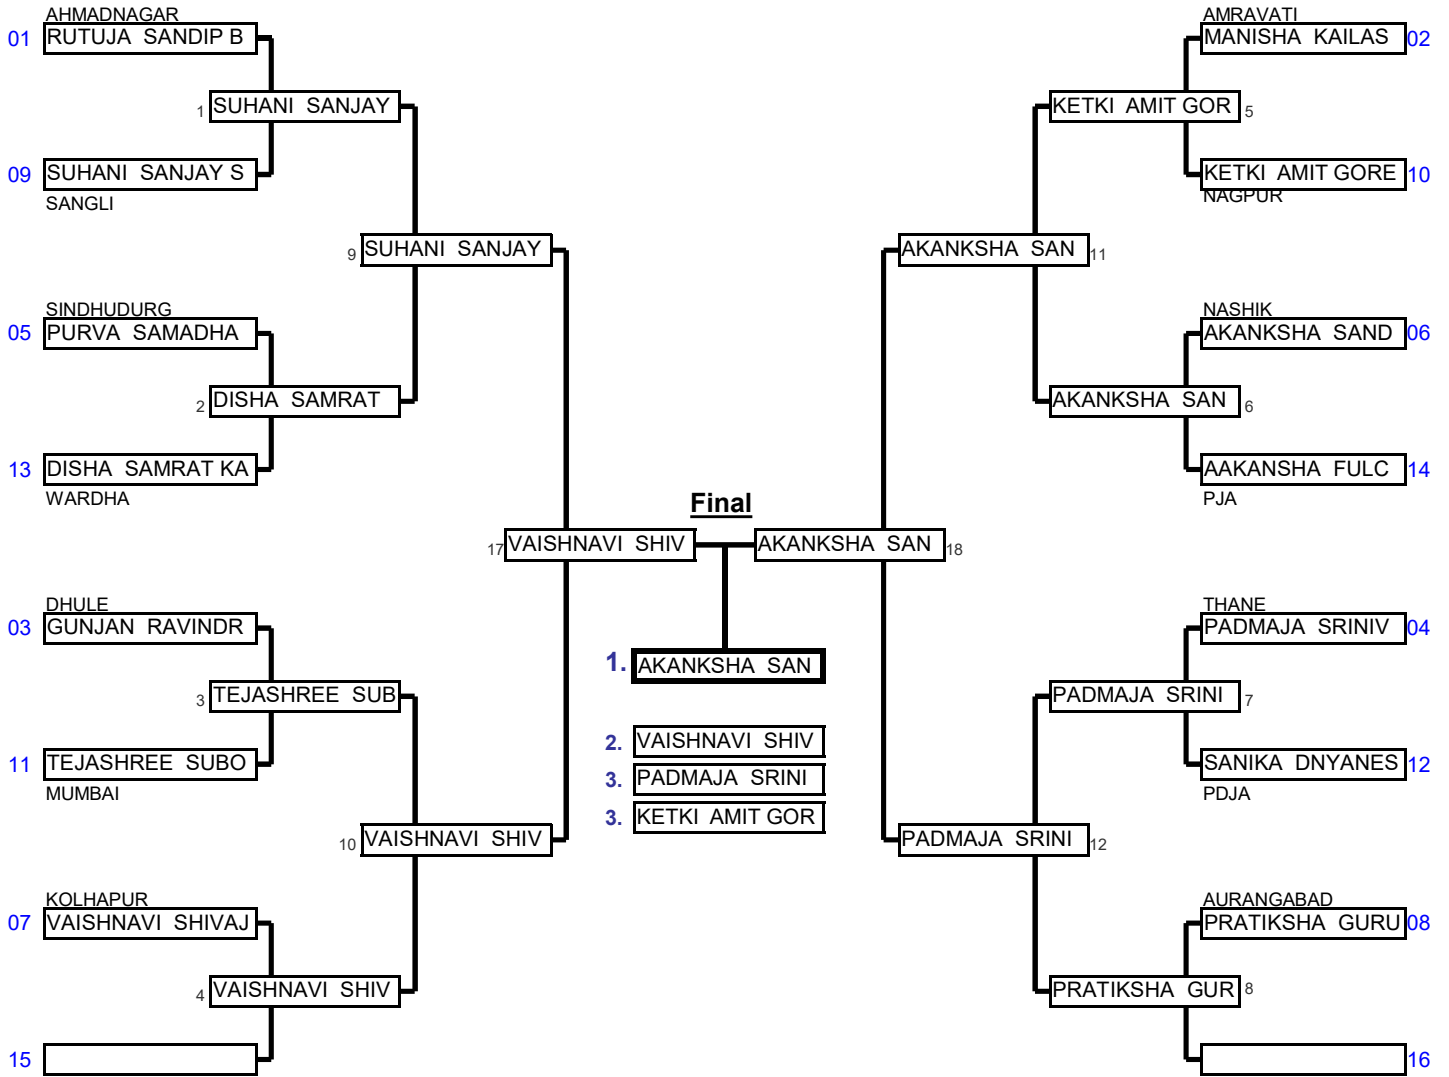 AHMADNAGAR
01 RUTUJA SANDIP B
1 SUHANI SANJAY
09 SUHANI SANJAY S
SANGLI
9 SUHANI SANJAY
SINDHUDURG
05 PURVA SAMADHA
2 DISHA SAMRAT
13 DISHA SAMRAT KA
WARDHA
17 VAISHNAVI SHIV
DHULE
03 GUNJAN RAVINDR
3 TEJASHREE SUB
11 TEJASHREE SUBO
MUMBAI
10 VAISHNAVI SHIV
KOLHAPUR
07 VAISHNAVI SHIVAJ
4 VAISHNAVI SHIV
15
Final
1. AKANKSHA SAN
2. VAISHNAVI SHIV
3. PADMAJA SRINI
3. KETKI AMIT GOR
AMRAVATI
MANISHA KAILAS 02
KETKI AMIT GOR 5
KETKI AMIT GORE 10
NAGPUR
AKANKSHA SAN 11
NASHIK
AKANKSHA SAND 06
AKANKSHA SAN 6
AAKANSHA FULC 14
PJA
AKANKSHA SAN 18
THANE
PADMAJA SRINIV 04
PADMAJA SRINI 7
SANIKA DNYANES 12
PDJA
PADMAJA SRINI 12
AURANGABAD
PRATIKSHA GURU 08
PRATIKSHA GUR 8
16